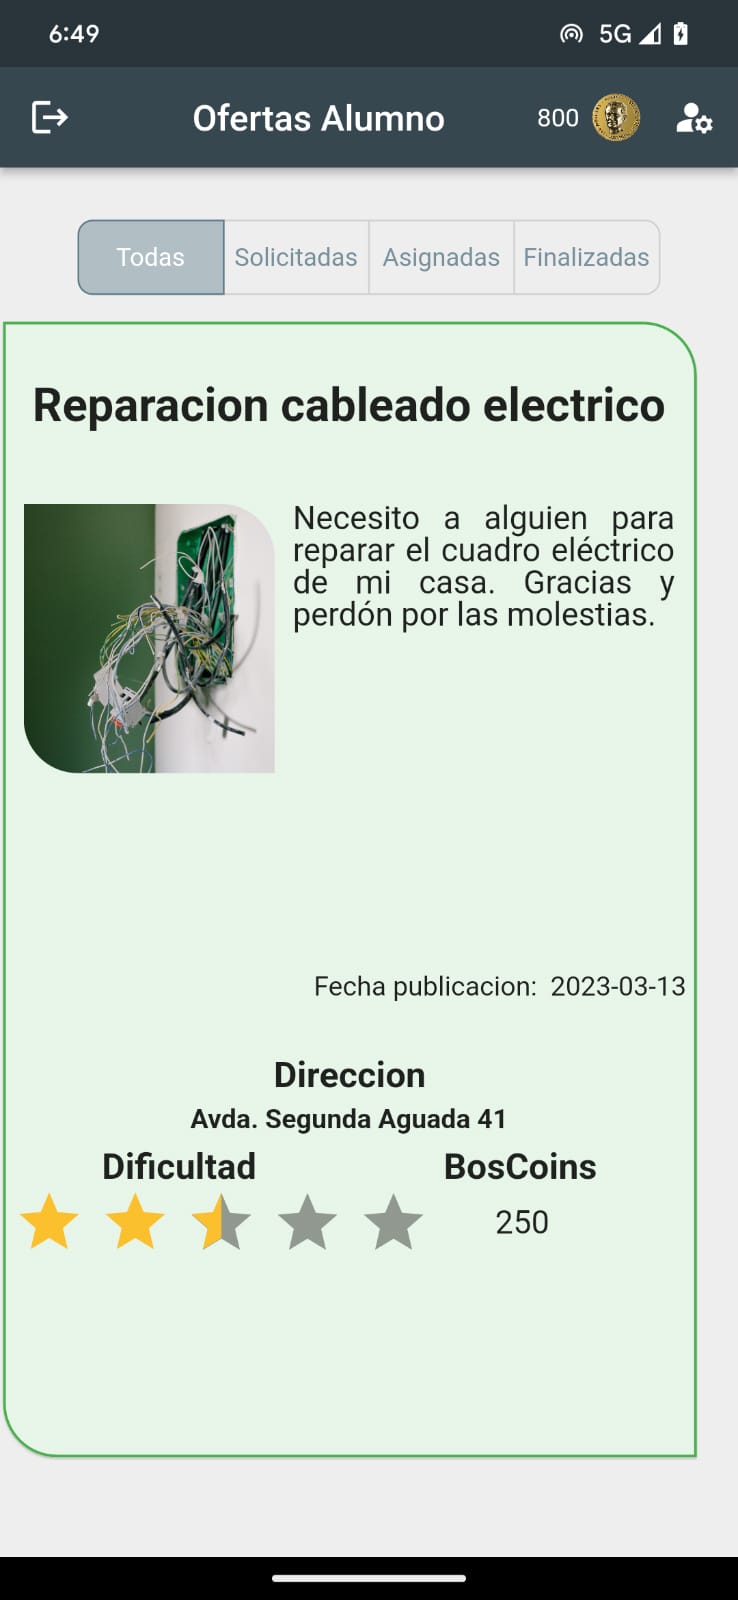 6:49 5G
Ofertas Alumno 800
Todas Solicitadas Asignadas Finalizadas
Reparacion cableado electrico
Necesito a alguien para
reparar el cuadro eléctrico
de mi casa. Gracias y
perdón por las molestias.
Fecha publicacion: 2023-03-13
Direccion
Avda. Segunda Aguada 41
Dificultad BosCoins
250